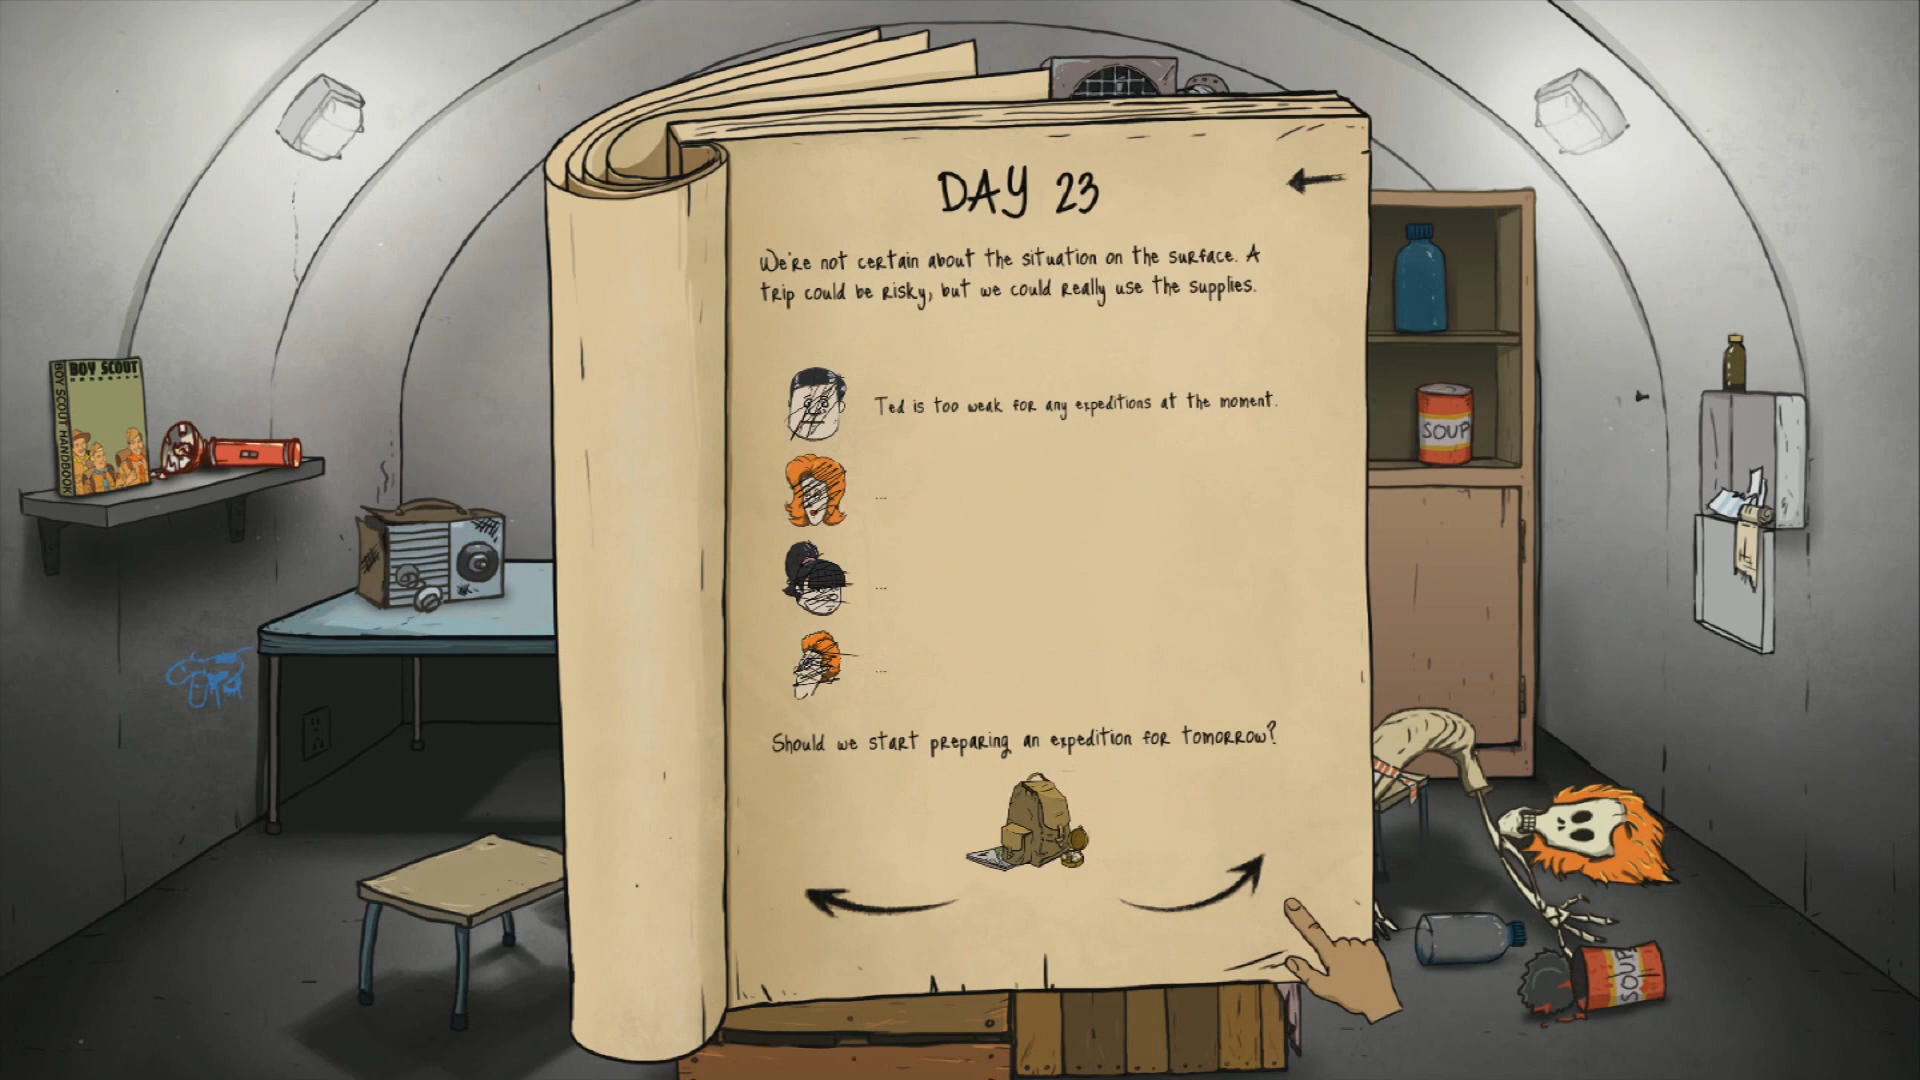 DAY 23
We're not certain about the situation on the surface. A
trip could be risky, but we could really use the supplies.
Ted is too weak for any expeditions at the moment.
...
...
...
Should we start preparing an expedition for tomorrow?
BOY SCOUT
BOY SCOUT HANDBOOK
SOUP
SOUP